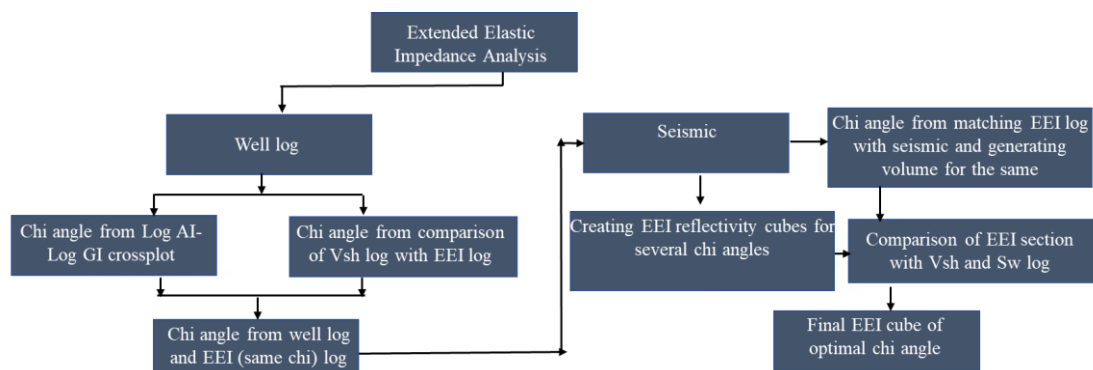 Extended Elastic
Impedance Analysis
Well log
Chi angle from Log AI-
Log GI crossplot
Chi angle from comparison
of Vsh log with EEI log
Chi angle from well log
and EEI (same chi) log
Seismic
Chi angle from matching EEI log
with seismic and generating
volume for the same
Creating EEI reflectivity cubes for
several chi angles
Comparison of EEI section
with Vsh and Sw log
Final EEI cube of
optimal chi angle